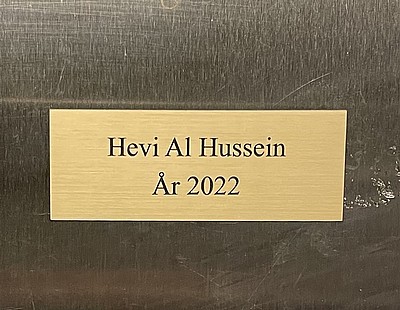 Hevi Al Hussein
År 2022